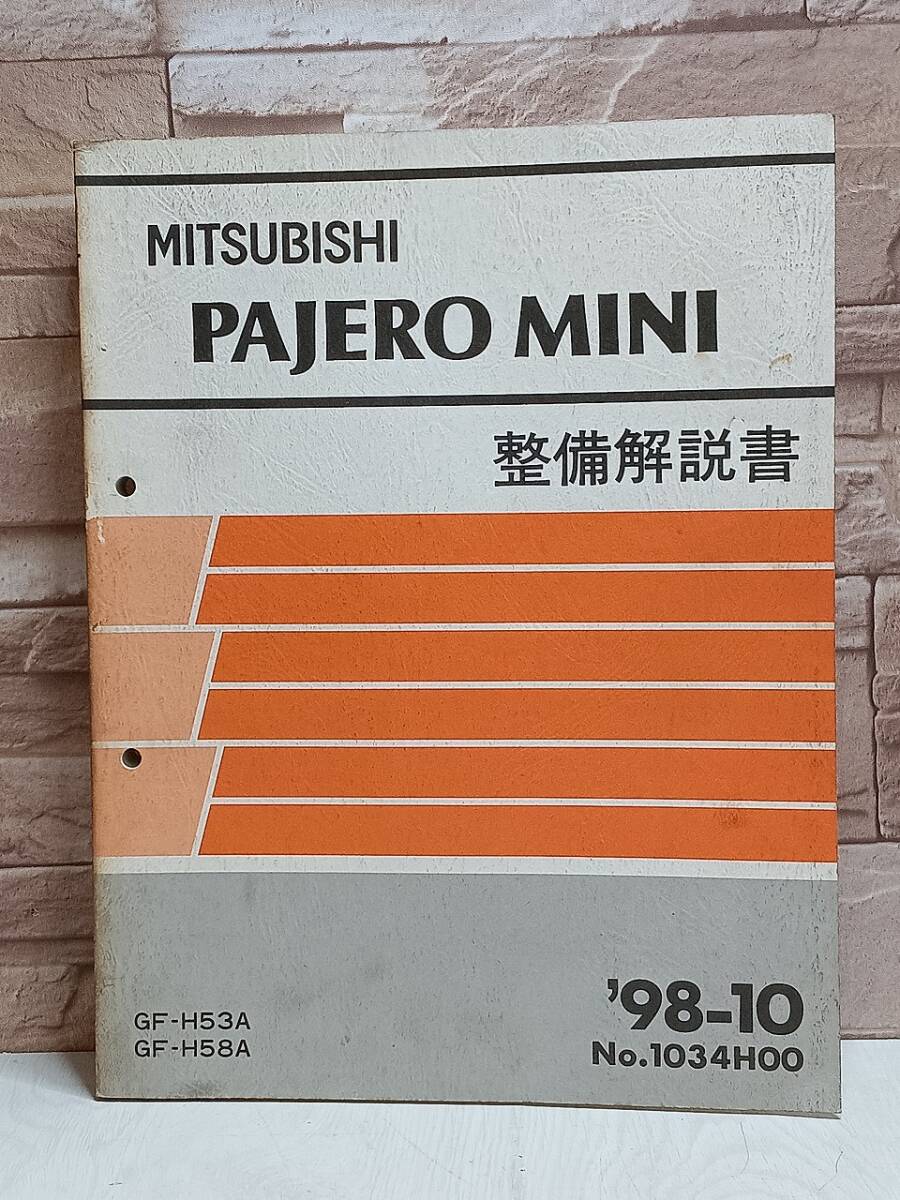 MITSUBISHI
PAJERO MINI
整備解説書
GF-H53A
GF-H58A
'98-10
No.1034H00